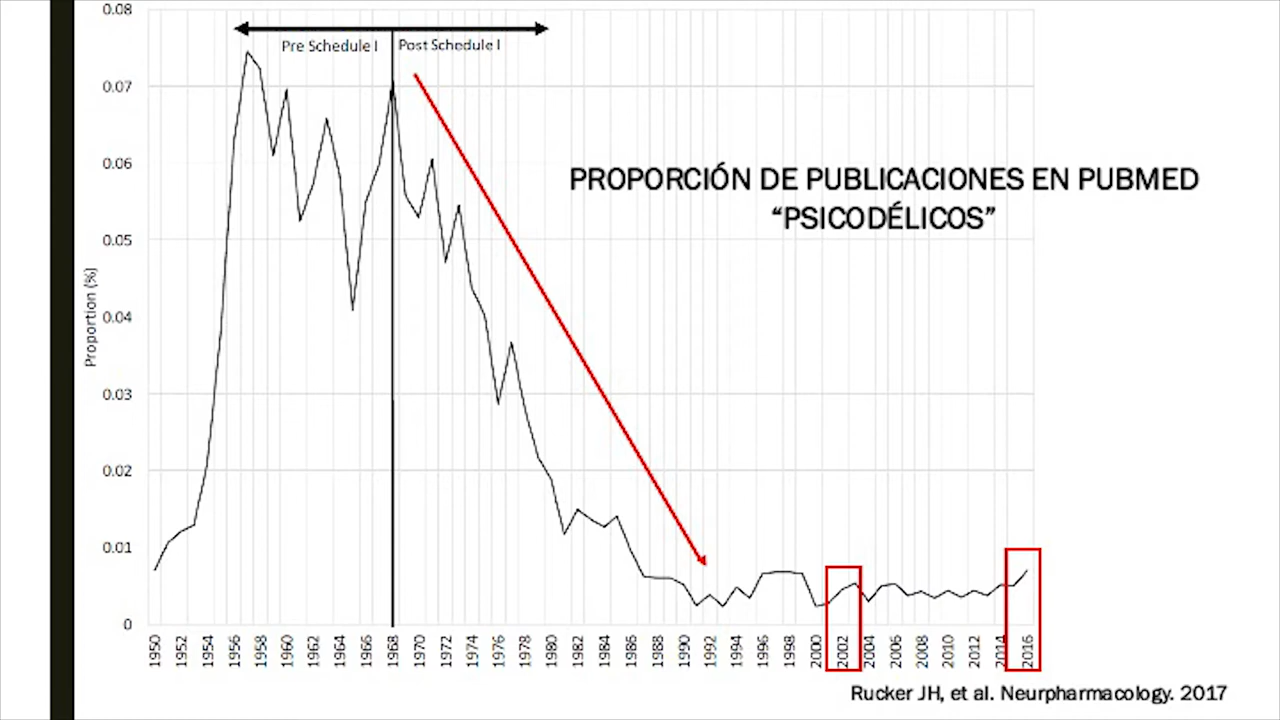 0.08
0.07
0.06
0.05
0.04
0.03
0.02
0.01
0
Proportion (%)
Pre Schedule I
Post Schedule I
PROPORCIÓN DE PUBLICACIONES EN PUBMED
“PSICODÉLICOS”
1950 1952 1954 1956 1958 1960 1962 1964 1966 1968 1970 1972 1974 1976 1978 1980 1982 1984 1986 1988 1990 1992 1994 1996 1998 2000 2002 2004 2006 2008 2010 2012 2014 2016
Rucker JH, et al. Neurpharmacology. 2017